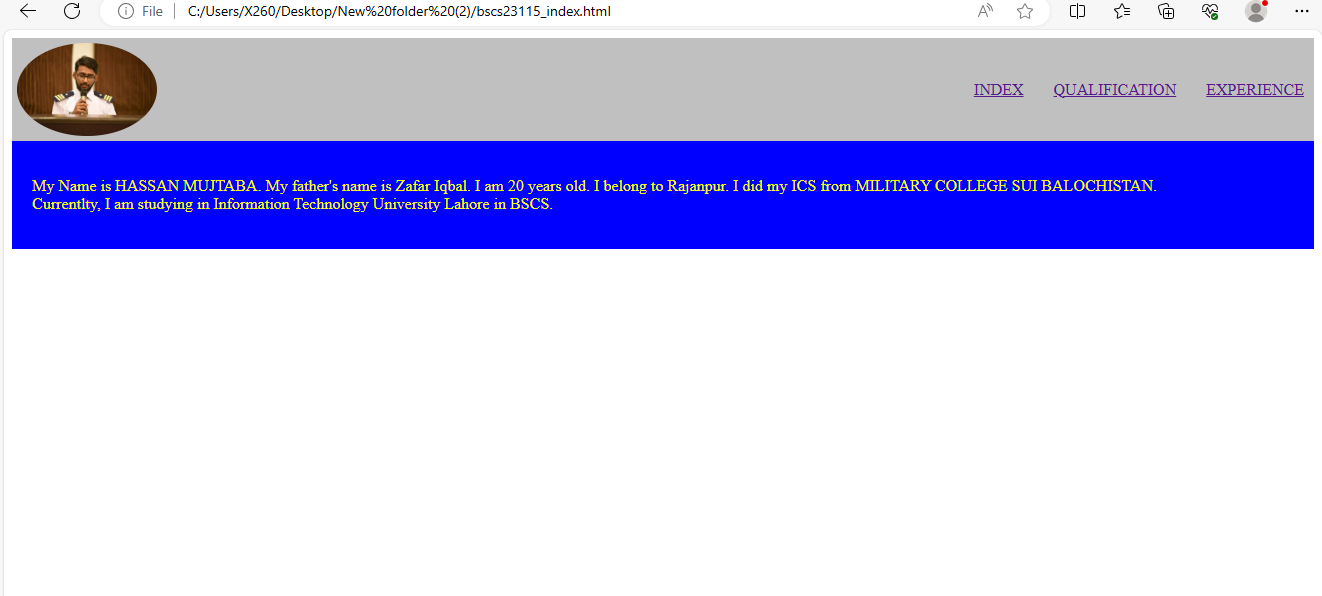 File C:/Users/X260/Desktop/New%20folder%20(2)/bscs23115_index.html
INDEX QUALIFICATION EXPERIENCE
My Name is HASSAN MUJTABA. My father's name is Zafar Iqbal. I am 20 years old. I belong to Rajanpur. I did my ICS from MILITARY COLLEGE SUI BALOCHISTAN.
Currentlty, I am studying in Information Technology University Lahore in BSCS.